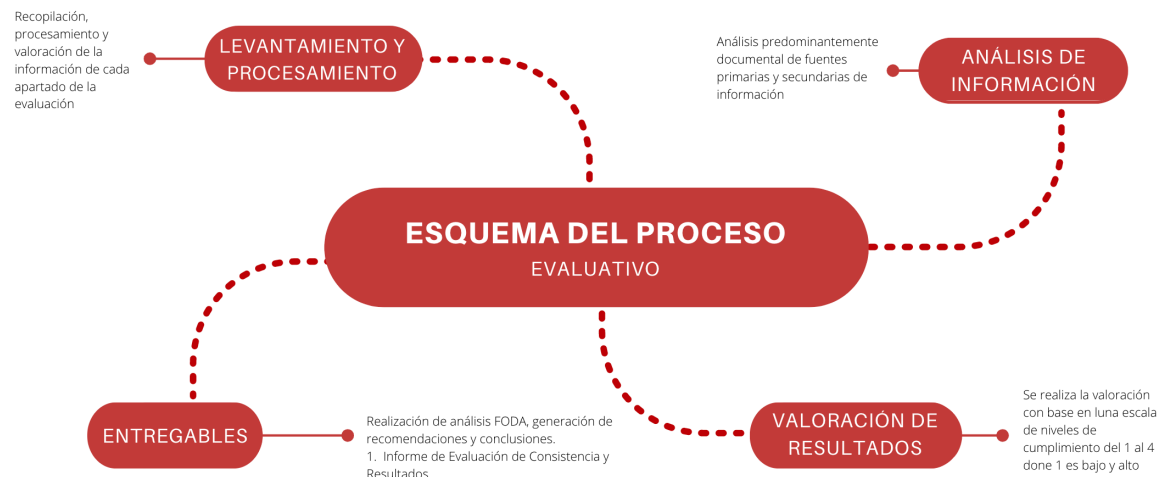 Recopilación,
procesamiento y
valoración de la
información de cada
apartado de la
evaluación
LEVANTAMIENTO Y
PROCESAMIENTO
Análisis predominantemente
documental de fuentes
primarias y secundarias de
información
ANÁLISIS DE
INFORMACIÓN
ESQUEMA DEL PROCESO
EVALUATIVO
ENTREGABLES
Realización de análisis FODA, generación de
recomendaciones y conclusiones.
1. Informe de Evaluación de Consistencia y
Resultados
VALORACIÓN DE
RESULTADOS
Se realiza la valoración
con base en luna escala
de niveles de
cumplimiento del 1 al 4
done 1 es bajo y alto